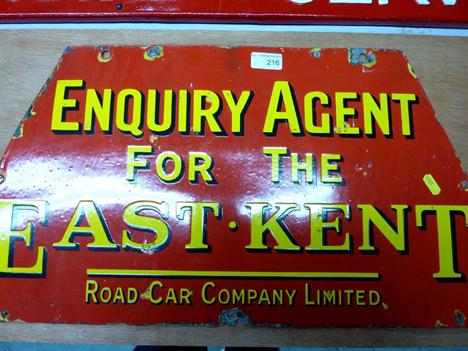 216
ENQUIRY AGENT
FOR THE
EAST·KENT
ROAD CAR COMPANY LIMITED.